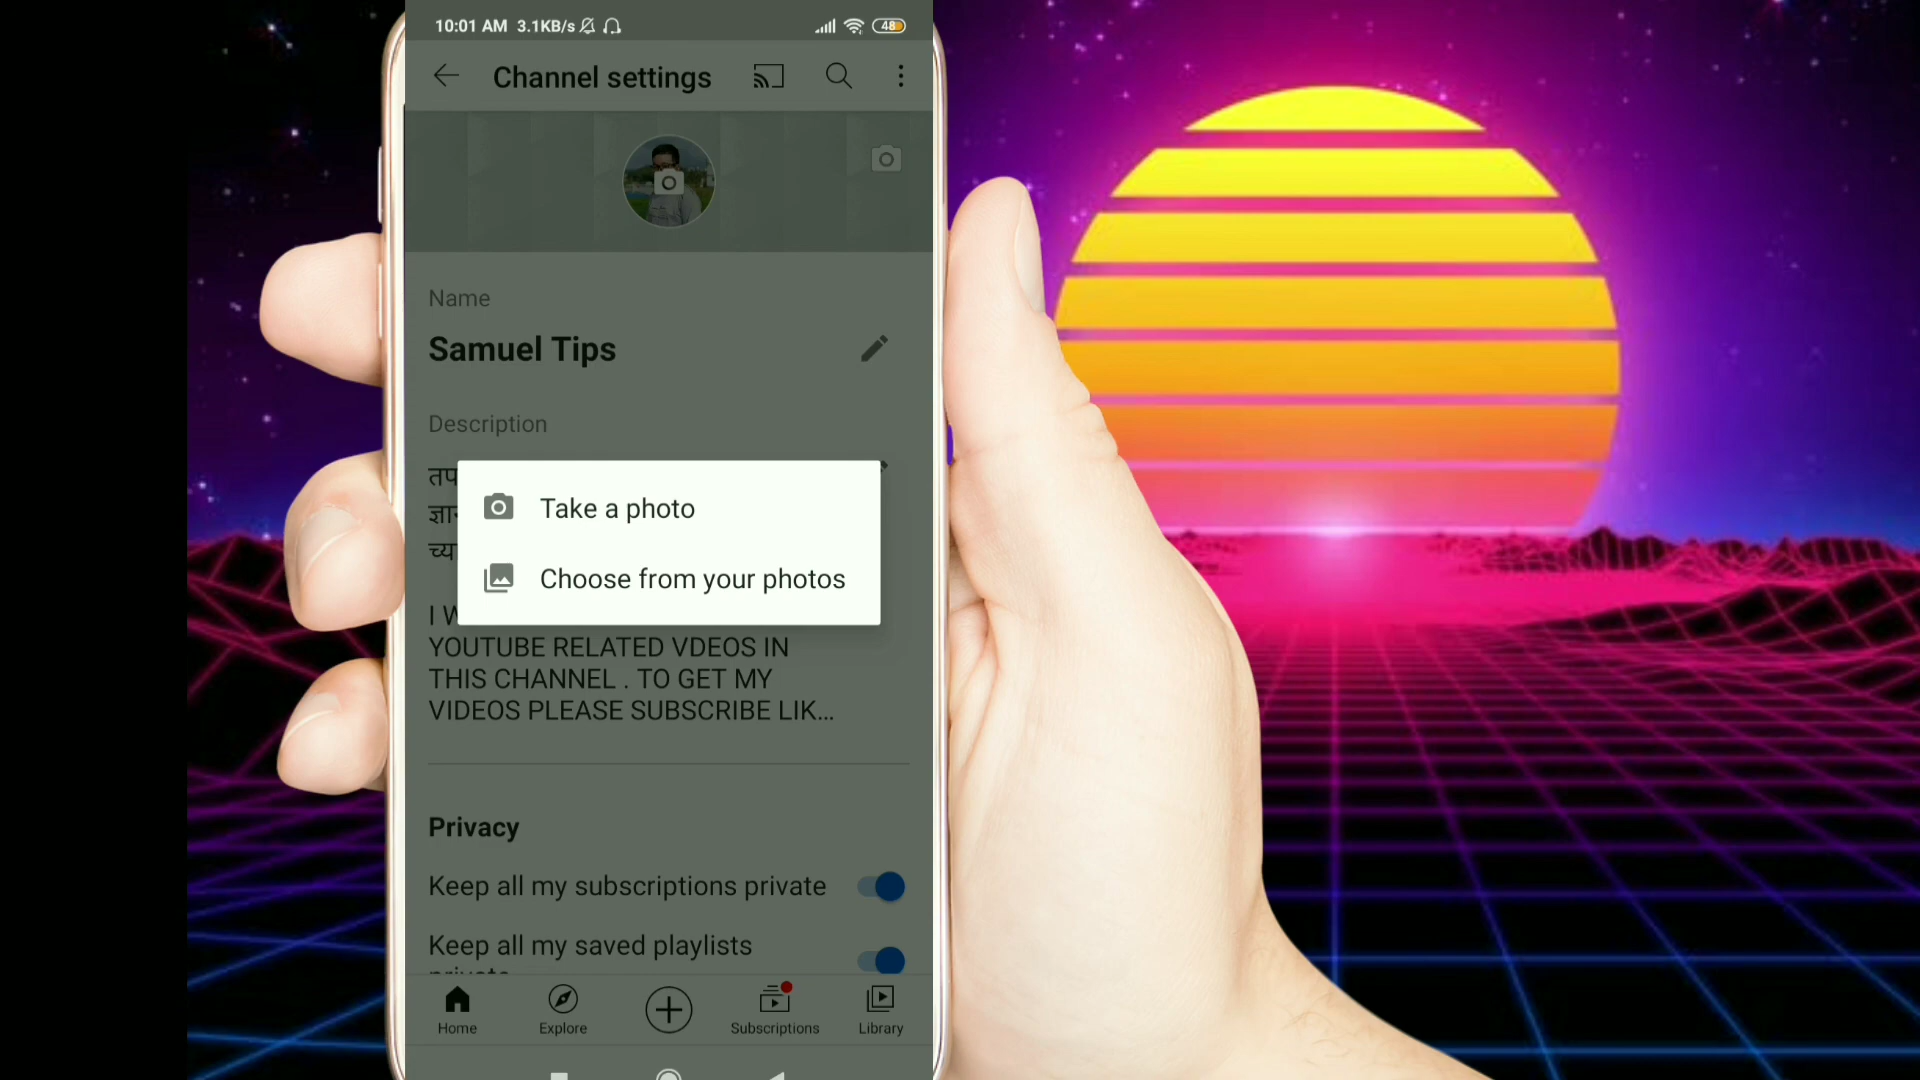 10:01 AM 3.1KB/s
48
Channel settings
Name
Samuel Tips
Description
Take a photo
Choose from your photos
YOUTUBE RELATED VDEOS IN
THIS CHANNEL . TO GET MY
VIDEOS PLEASE SUBSCRIBE LIK...
Privacy
Keep all my subscriptions private
Keep all my saved playlists
private
Home
Explore
Subscriptions
Library